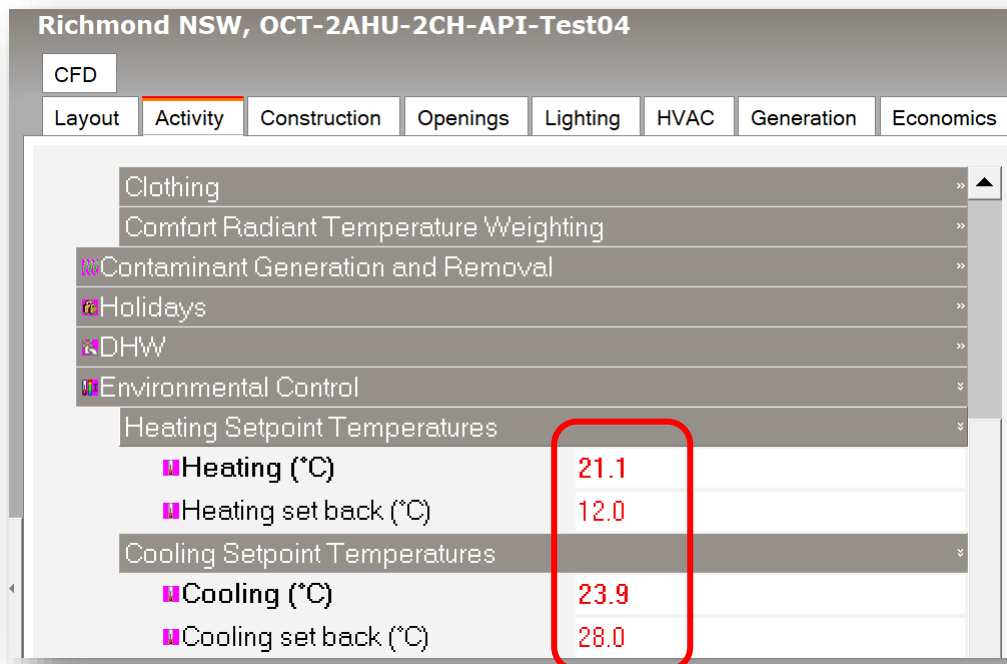 Richmond NSW, OCT-2AHU-2CH-API-Test04
CFD
Layout Activity Construction Openings Lighting HVAC Generation Economics
Clothing »
Comfort Radiant Temperature Weighting »
Contaminant Generation and Removal »
Holidays »
DHW »
Environmental Control
Heating Setpoint Temperatures
Heating (°C) 21.1
Heating set back (°C) 12.0
Cooling Setpoint Temperatures
Cooling (°C) 23.9
Cooling set back (°C) 28.0